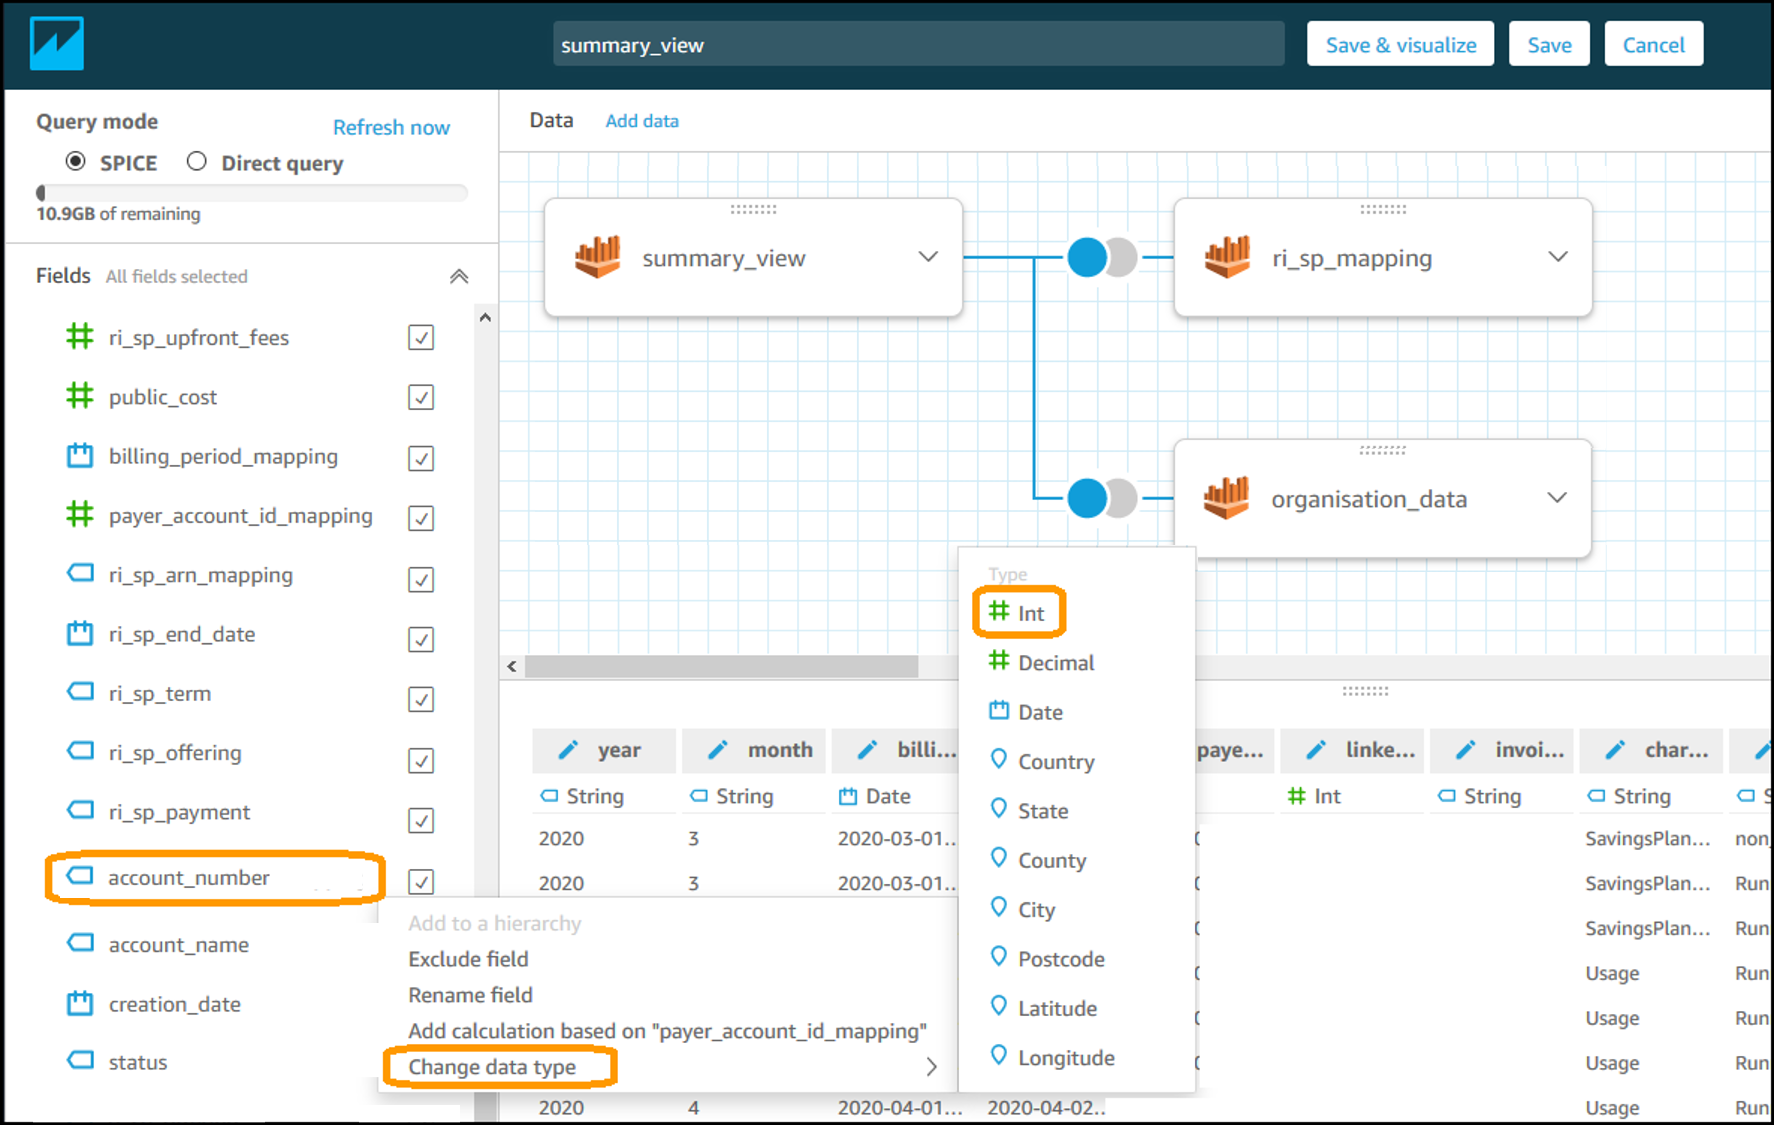 summary_view
Save & visualize
Save
Cancel
Query mode
Refresh now
SPICE
Direct query
10.9GB of remaining
Fields All fields selected
ri_sp_upfront_fees
public_cost
billing_period_mapping
payer_account_id_mapping
ri_sp_arn_mapping
ri_sp_end_date
ri_sp_term
ri_sp_offering
ri_sp_payment
account_number
account_name
creation_date
status
Data
Add data
summary_view
ri_sp_mapping
organisation_data
Add to a hierarchy
Exclude field
Rename field
Add calculation based on "payer_account_id_mapping"
Change data type
Type
Int
Decimal
Date
Country
State
County
City
Postcode
Latitude
Longitude
year month billi... paye... linke... invoi... char...
String String Date Int String String
2020 3 2020-03-01... SavingsPlan... non_
2020 3 2020-03-01... SavingsPlan... Run
SavingsPlan... Run
Usage Run
Usage Run
Usage Run
2020 4 2020-04-01... 2020-04-02.. Usage Run